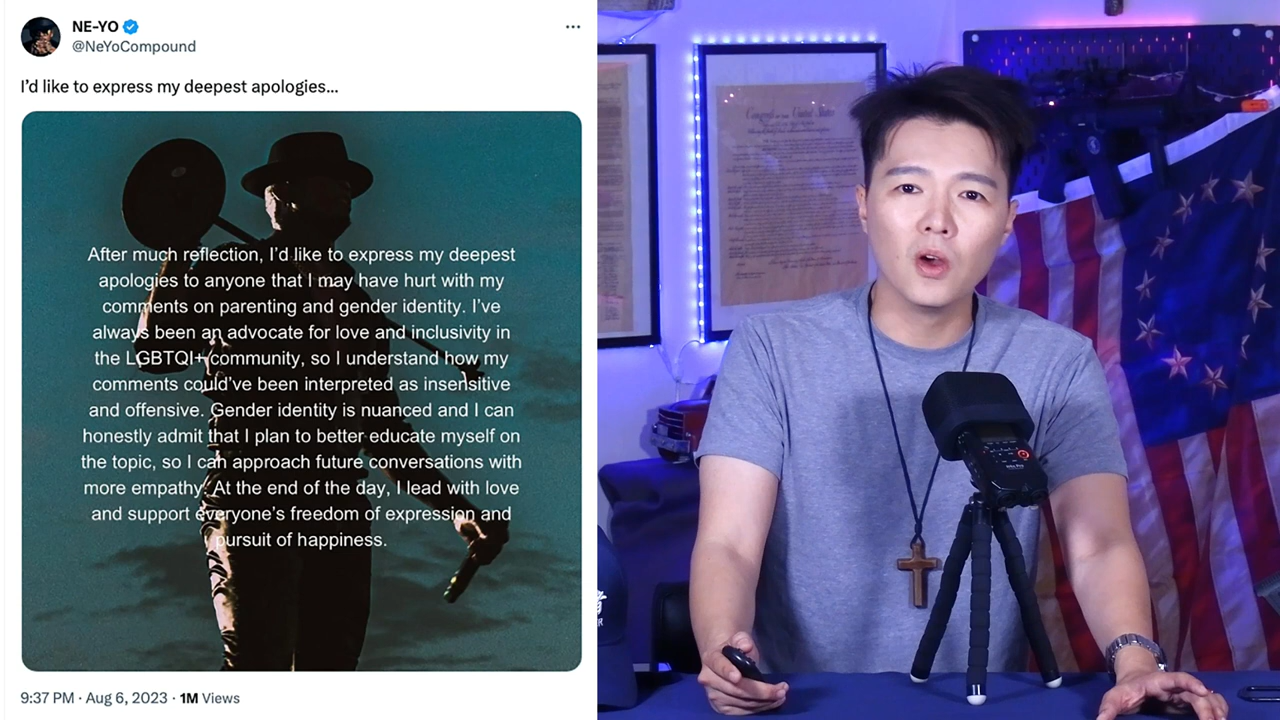 NE-YO
@NeYoCompound
I'd like to express my deepest apologies...
After much reflection, I'd like to express my deepest
apologies to anyone that I may have hurt with my
comments on parenting and gender identity. I've
always been an advocate for love and inclusivity in
the LGBTQI+ community, so I understand how my
comments could've been interpreted as insensitive
and offensive. Gender identity is nuanced and I can
honestly admit that I plan to better educate myself on
the topic, so I can approach future conversations with
more empathy. At the end of the day, I lead with love
and support everyone's freedom of expression and
pursuit of happiness.
9:37 PM · Aug 6, 2023 · 1M Views
Congress of the United States